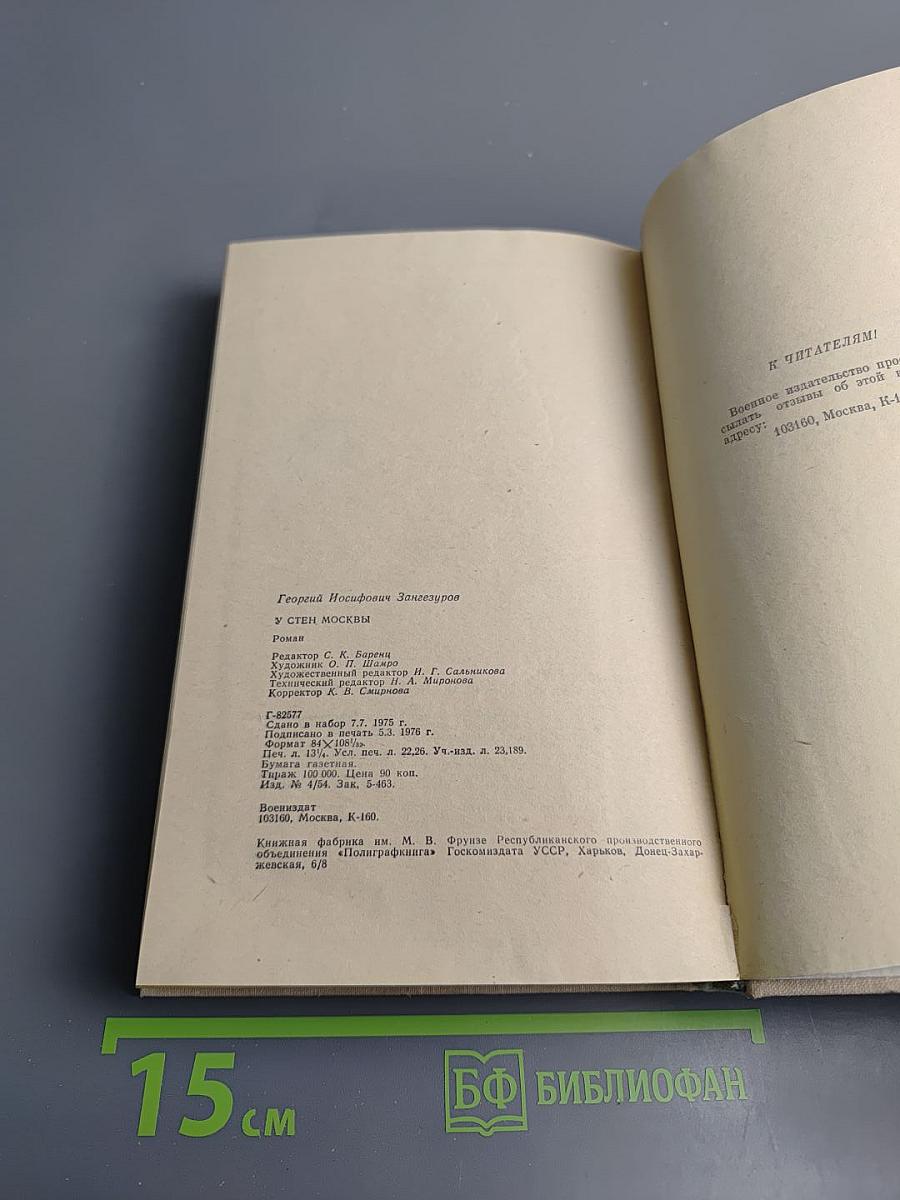 Георгий Иосифович Зангезуров
У СТЕН МОСКВЫ
Роман
Редактор С. К. Баренц
Художник О. П. Шамро
Художественный редактор И. Г. Сальникова
Технический редактор Н. А. Миронова
Корректор К. В. Смирнова
Г-82577
Сдано в набор 7.7. 1975 г.
Подписано в печать 5.3. 1976 г.
Формат 84×108¹/₃₂.
Печ. л. 13¼. Усл. печ. л. 22,26. Уч.-изд. л. 23,189.
Бумага газетная.
Тираж 100 000. Цена 90 коп.
Изд. № 4/54. Зак. 5-463.
Воениздат
103160, Москва, К-160.
Книжная фабрика им. М. В. Фрунзе Республиканского производственного
объединения «Полиграфкнига» Госкомиздата УССР, Харьков, Донец-Захар-
жевская, 6/8
К ЧИТАТЕЛЯМ!
Военное издательство
сылать отзывы об этой
адресу: 103160, Москва,
15 см
БФ БИБЛИОФАН